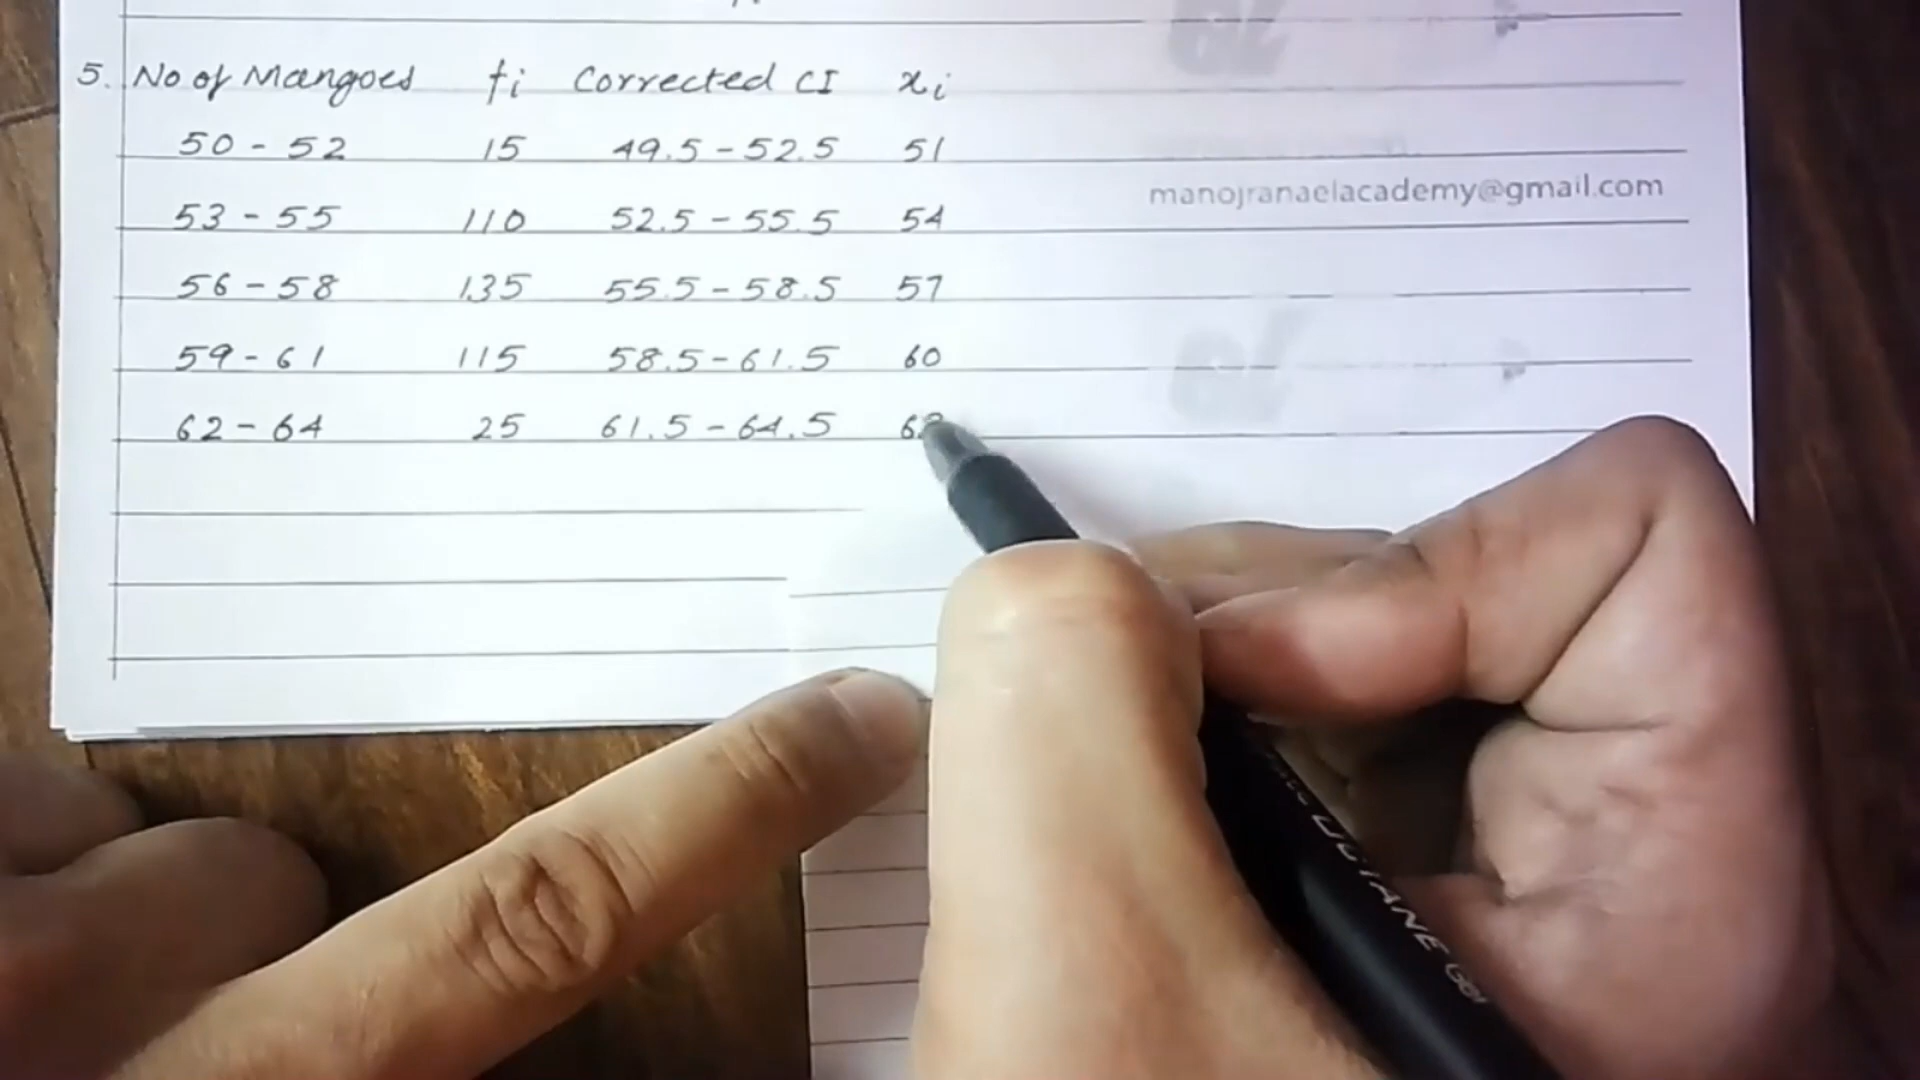 5. No of Mangoes fi Corrected CI xi
50 - 52 15 49.5 - 52.5 51
53 - 55 110 52.5 - 55.5 54
manojranaelacademy@gmail.com
56 - 58 135 55.5 - 58.5 57
59 - 61 115 58.5 - 61.5 60
62 - 64 25 61.5 - 64.5